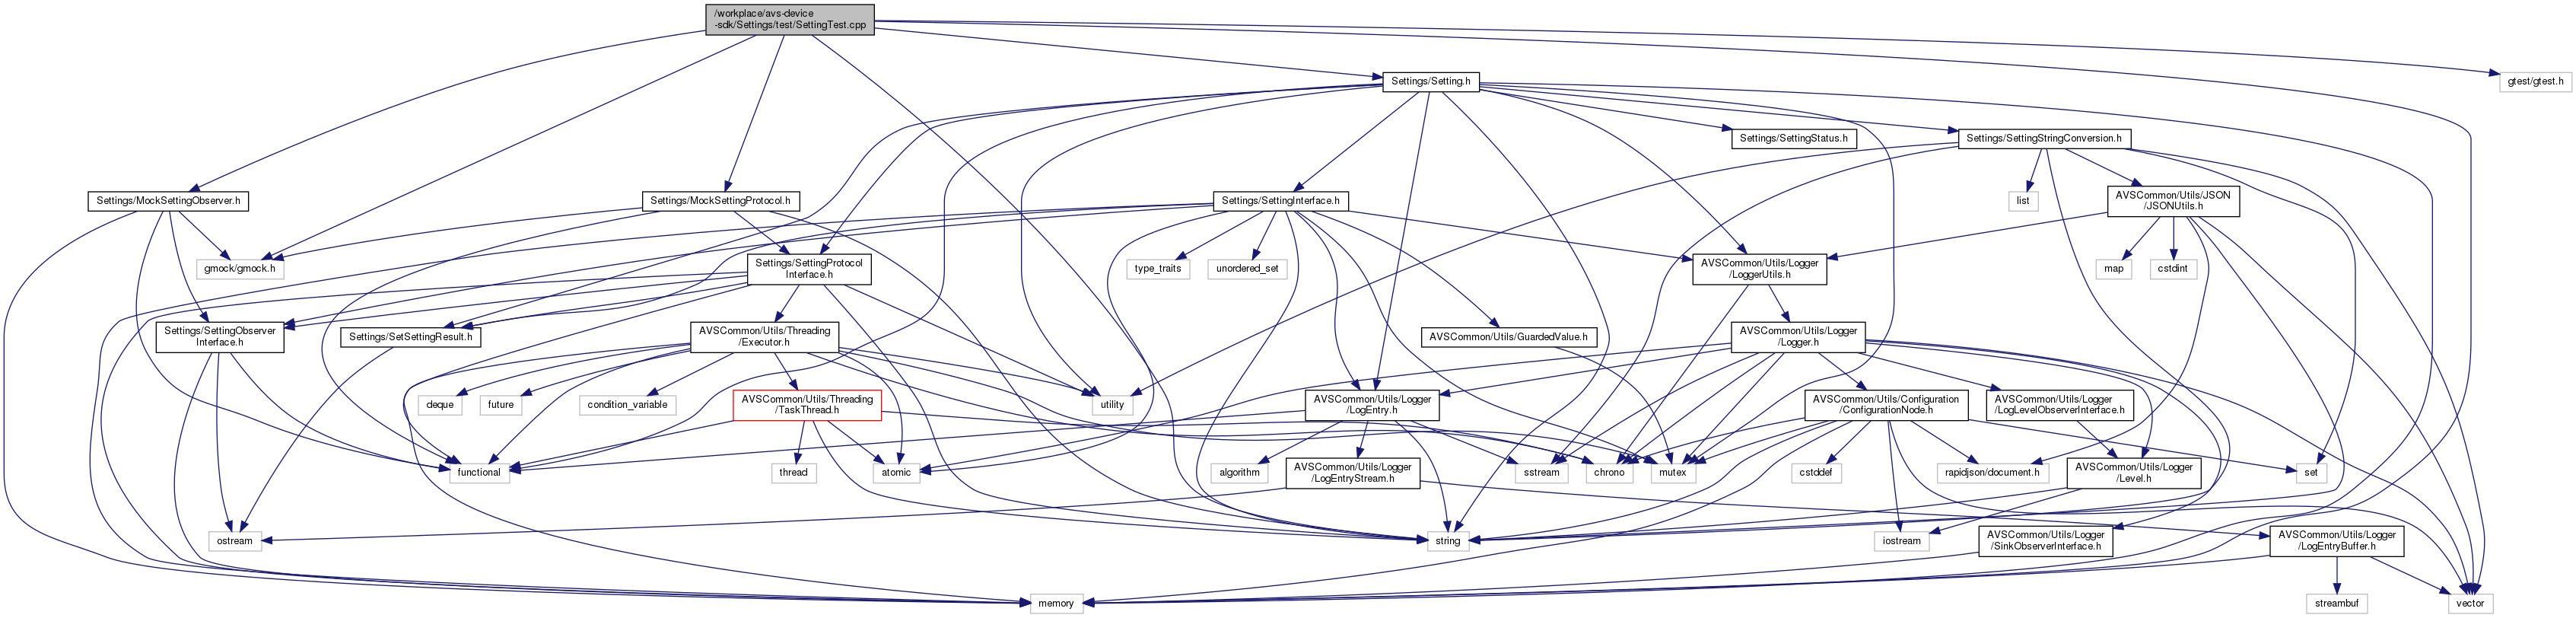 /workplace/avs-device
-sdk/Settings/test/SettingTest.cpp
Settings/Setting.h
gtest/gtest.h
Settings/SettingStatus.h
Settings/SettingStringConversion.h
Settings/MockSettingObserver.h
Settings/MockSettingProtocol.h
Settings/SettingInterface.h
list
AVSCommon/Utils/JSON
/JSONUtils.h
gmock/gmock.h
Settings/SettingProtocol
Interface.h
type_traits
unordered_set
AVSCommon/Utils/Logger
/LoggerUtils.h
map
cstdint
Settings/SettingObserver
Interface.h
Settings/SetSettingResult.h
AVSCommon/Utils/Threading
/Executor.h
AVSCommon/Utils/GuardedValue.h
AVSCommon/Utils/Logger
/Logger.h
deque
future
condition_variable
AVSCommon/Utils/Threading
/TaskThread.h
utility
AVSCommon/Utils/Logger
/LogEntry.h
AVSCommon/Utils/Configuration
/ConfigurationNode.h
AVSCommon/Utils/Logger
/LogLevelObserverInterface.h
functional
thread
atomic
algorithm
AVSCommon/Utils/Logger
/LogEntryStream.h
sstream
chrono
mutex
cstddef
rapidjson/document.h
AVSCommon/Utils/Logger
/Level.h
set
ostream
string
iostream
AVSCommon/Utils/Logger
/SinkObserverInterface.h
AVSCommon/Utils/Logger
/LogEntryBuffer.h
memory
streambuf
vector